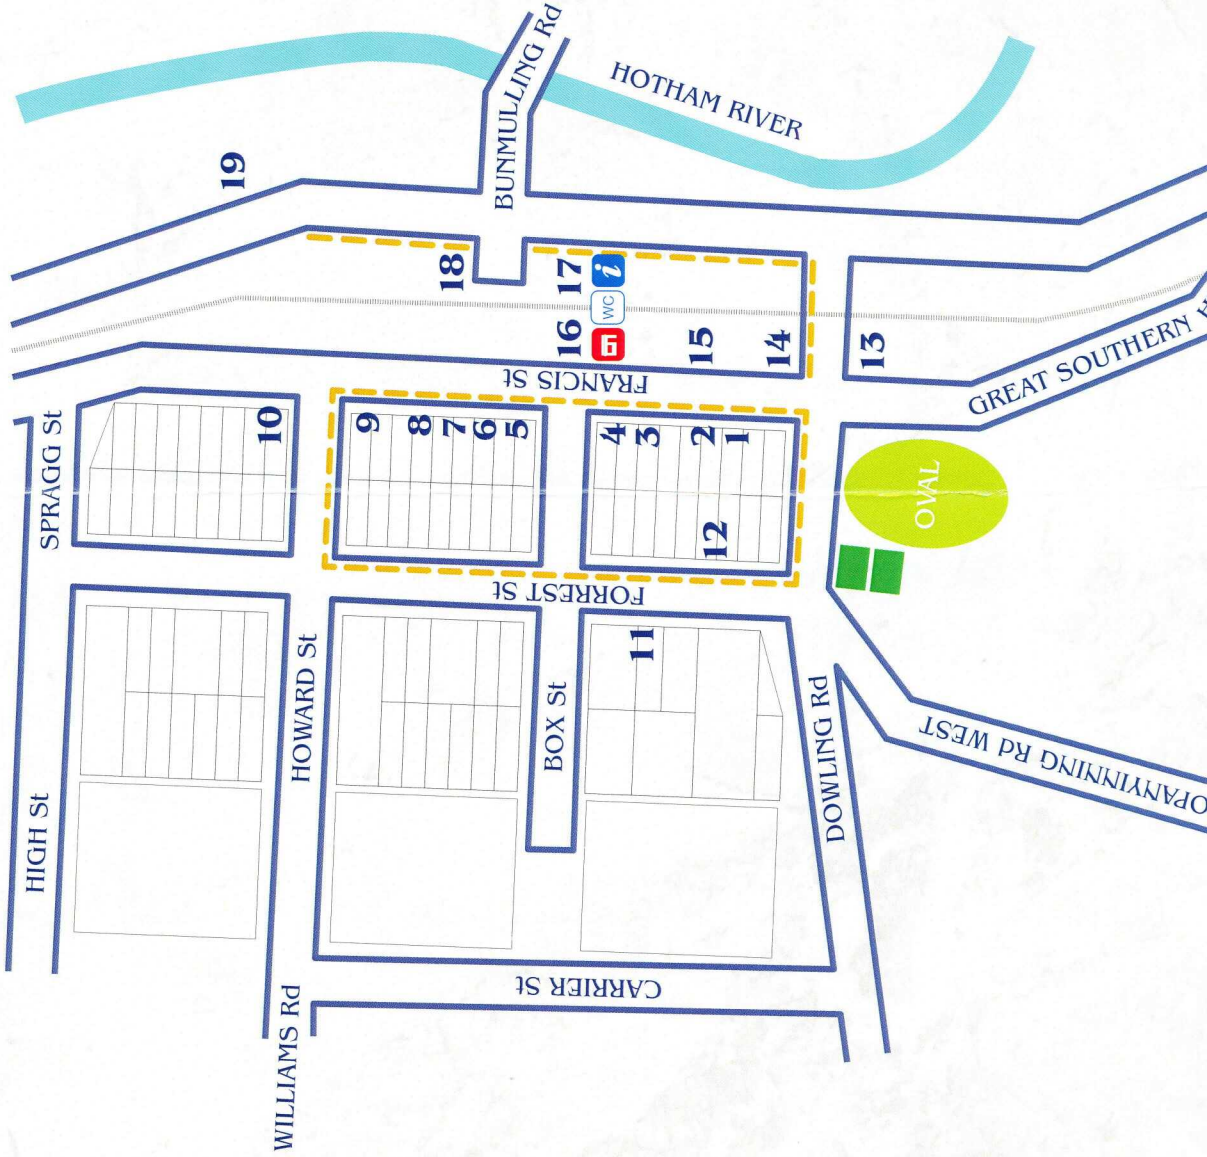 BUNMULLING Rd
HOTHAM RIVER
19
18
17
i
WC
16
6
15
14
13
FRANCIS St
GREAT SOUTHERN
SPRAGG St
10
9
8
7
6
5
4
3
2
1
12
OVAL
FORREST St
11
HOWARD St
BOX St
DOWLING Rd
OPANYINNING Rd WEST
HIGH St
CARRIER St
WILLIAMS Rd